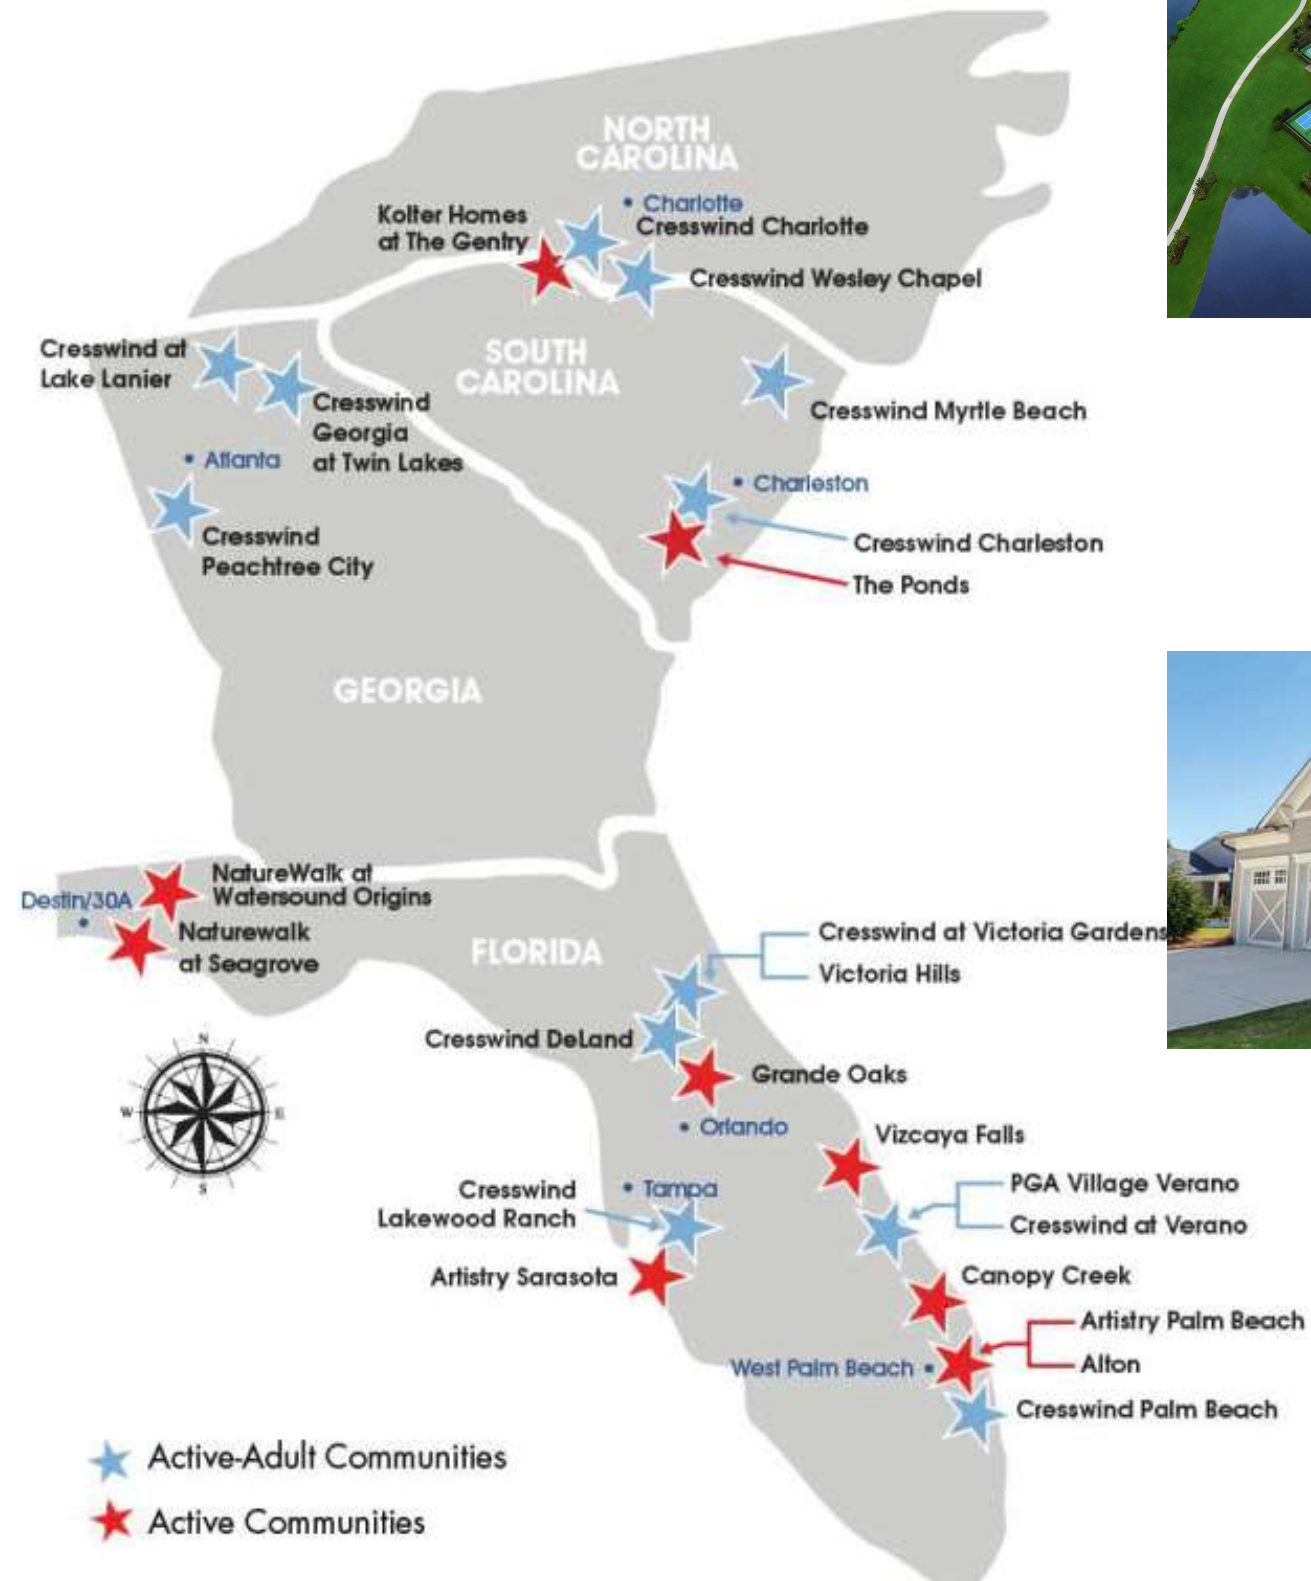 NORTH
CAROLINA
Charlotte
Kolter Homes
at The Gentry
Cresswind Charlotte
Cresswind Wesley Chapel
Cresswind at
Lake Lanier
SOUTH
CAROLINA
Cresswind
Georgia
at Twin Lakes
Cresswind Myrtle Beach
Atlanta
Charleston
Cresswind
Peachtree City
Cresswind Charleston
The Ponds
GEORGIA
NatureWalk at
Watersound Origins
Destin/30A
Naturewalk
at Seagrove
FLORIDA
Cresswind at Victoria Gardens
Victoria Hills
Cresswind DeLand
N
W
E
S
Grande Oaks
Orlando
Vizcaya Falls
Cresswind
Lakewood Ranch
Tampa
PGA Village Verano
Cresswind at Verano
Artistry Sarasota
Canopy Creek
Artistry Palm Beach
West Palm Beach
Alton
Cresswind Palm Beach
Active-Adult Communities
Active Communities